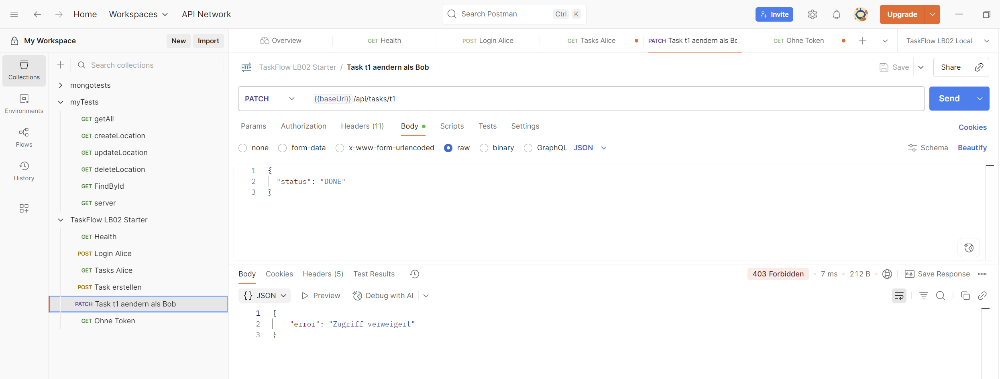 Home Workspaces API Network Search Postman Ctrl K Invite Upgrade
My Workspace New Import
Overview GET Health POST Login Alice GET Tasks Alice PATCH Task t1 aendern als Bo GET Ohne Token TaskFlow LB02 Local
Collections
Environments
Flows
History
Search collections
mongotests
myTests
GET getAll
GET createLocation
GET updateLocation
GET deleteLocation
GET FindById
GET server
TaskFlow LB02 Starter
GET Health
POST Login Alice
GET Tasks Alice
POST Task erstellen
PATCH Task t1 aendern als Bob
GET Ohne Token
HTTP TaskFlow LB02 Starter / Task t1 aendern als Bob Save Share
PATCH {{baseUrl}} /api/tasks/t1 Send
Params Authorization Headers (11) Body Scripts Tests Settings Cookies
none form-data x-www-form-urlencoded raw binary GraphQL JSON Schema Beautify
1 {
2 "status": "DONE"
3 }
Body Cookies Headers (5) Test Results 403 Forbidden • 7 ms • 212 B • e.g. Save Response
{} JSON Preview Debug with AI
1 {
2 "error": "Zugriff verweigert"
3 }